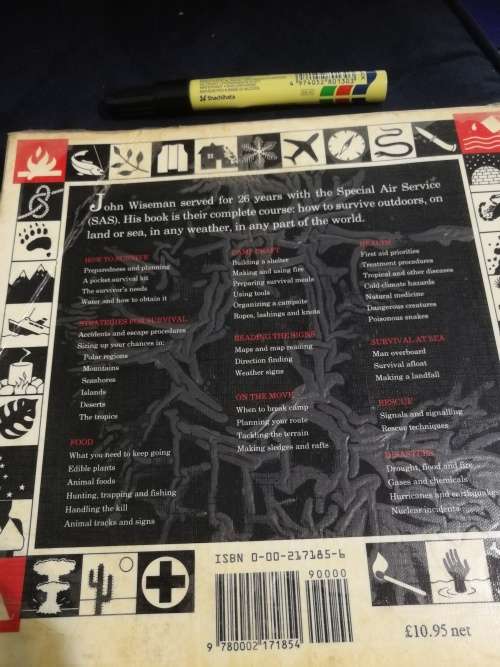 4 974052 801303
Shachihata
John Wiseman served for 26 years with the Special Air Service
(SAS). His book is their complete course: how to survive outdoors, on
land or sea, in any weather, in any part of the world.
HOW TO SURVIVE
Preparedness and planning
A pocket survival kit
The survivor's needs
Water and how to obtain it
STRATEGIES FOR SURVIVAL
Accidents and escape procedures
Sizing up your chances in:
Polar regions
Mountains
Seashores
Islands
Deserts
The tropics
FOOD
What you need to keep going
Edible plants
Animal foods
Hunting, trapping and fishing
Handling the kill
Animal tracks and signs
CAMP CRAFT
Building a shelter
Making and using fire
Preparing survival meals
Using tools
Organizing a campsite
Ropes, lashings and knots
READING THE SIGNS
Maps and map reading
Direction finding
Weather signs
ON THE MOVE
When to break camp
Planning your route
Tackling the terrain
Making sledges and rafts
HEALTH
First aid priorities
Treatment procedures
Tropical and other diseases
Cold climate hazards
Natural medicine
Dangerous creatures
Poisonous snakes
SURVIVAL AT SEA
Man overboard
Survival afloat
Making a landfall
RESCUE
Signals and signalling
Rescue techniques
DISASTERS
Drought, flood and fire
Gases and chemicals
Hurricanes and earthquake
Nuclear incidents
ISBN 0-00-217185-6
90000
9 780002 171854
£10.95 net